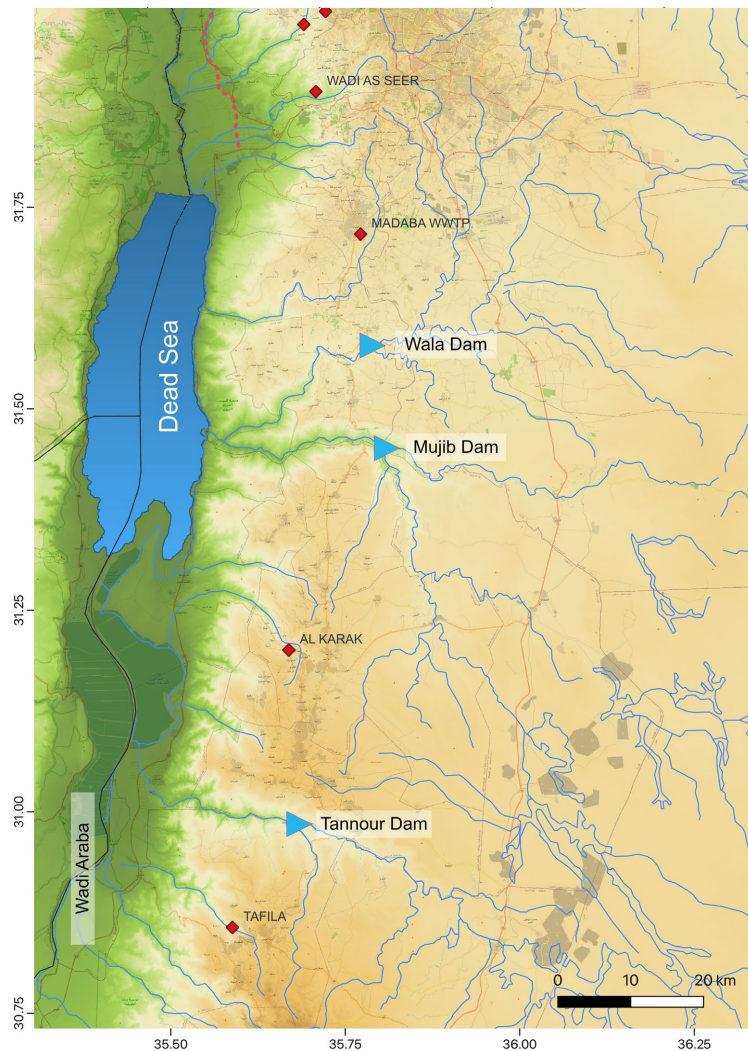 WADI AS SEER
31.75
MADABA WWTP
Dead Sea
Wala Dam
31.50
Mujib Dam
31.25
AL KARAK
31.00
Tannour Dam
Wadi Araba
TAFILA
0 10 20 km
30.75
35.50 35.75 36.00 36.25